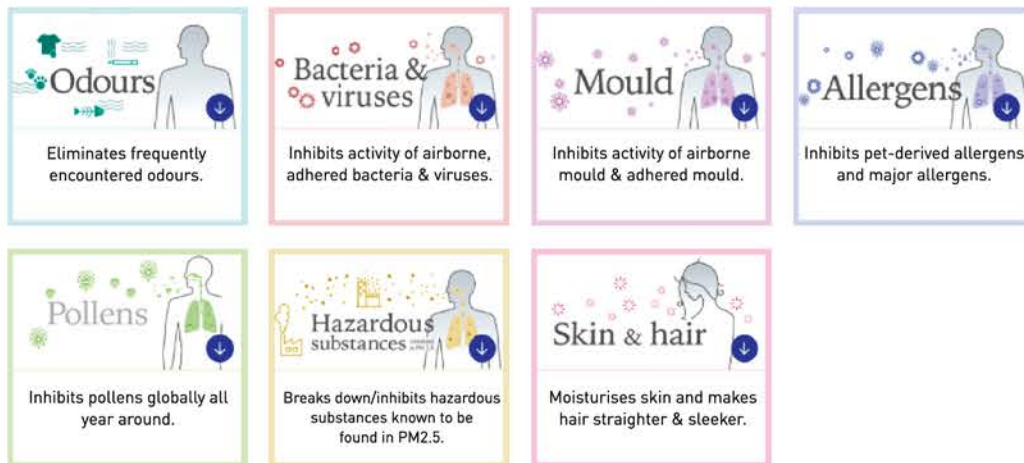 Odours
Eliminates frequently
encountered odours.
Bacteria &
viruses
Inhibits activity of airborne,
adhered bacteria & viruses.
Mould
Inhibits activity of airborne
mould & adhered mould.
Allergens
Inhibits pet-derived allergens
and major allergens.
Pollens
Inhibits pollens globally all
year around.
Hazardous
substances
Breaks down/inhibits hazardous
substances known to be
found in PM2.5.
Skin & hair
Moisturises skin and makes
hair straighter & sleeker.